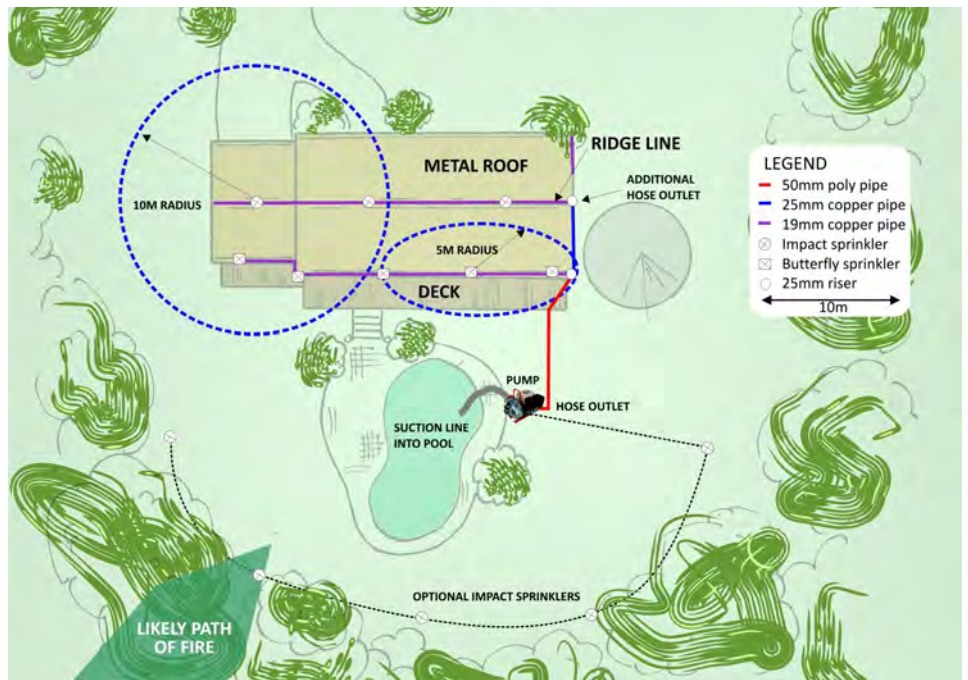 METAL ROOF
RIDGE LINE
ADDITIONAL
HOSE OUTLET
10M RADIUS
5M RADIUS
DECK
LEGEND
50mm poly pipe
25mm copper pipe
19mm copper pipe
Impact sprinkler
Butterfly sprinkler
25mm riser
10m
PUMP
HOSE OUTLET
SUCTION LINE
INTO POOL
OPTIONAL IMPACT SPRINKLERS
LIKELY PATH
OF FIRE